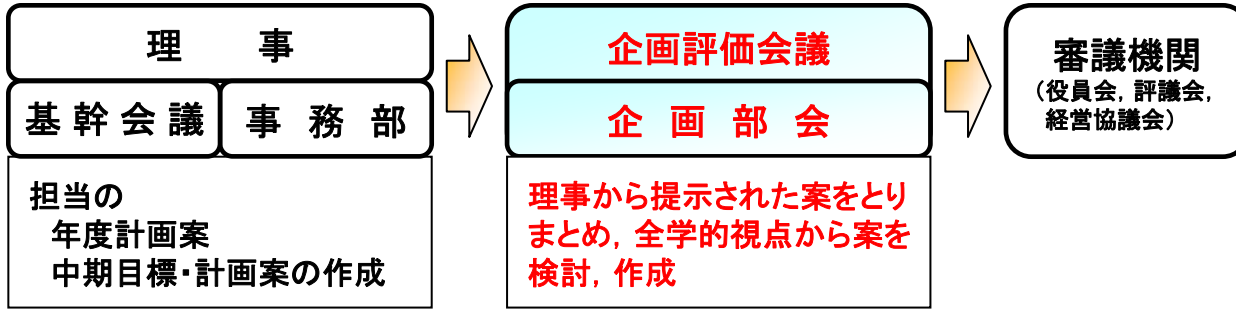 理　事
基 幹 会 議
事　務　部
担当の
年度計画案
中期目標・計画案の作成
企画評価会議
企　画　部　会
理事から提示された案をとり
まとめ, 全学的視点から案を
検討, 作成
審議機関
（役員会, 評議会,
経営協議会）